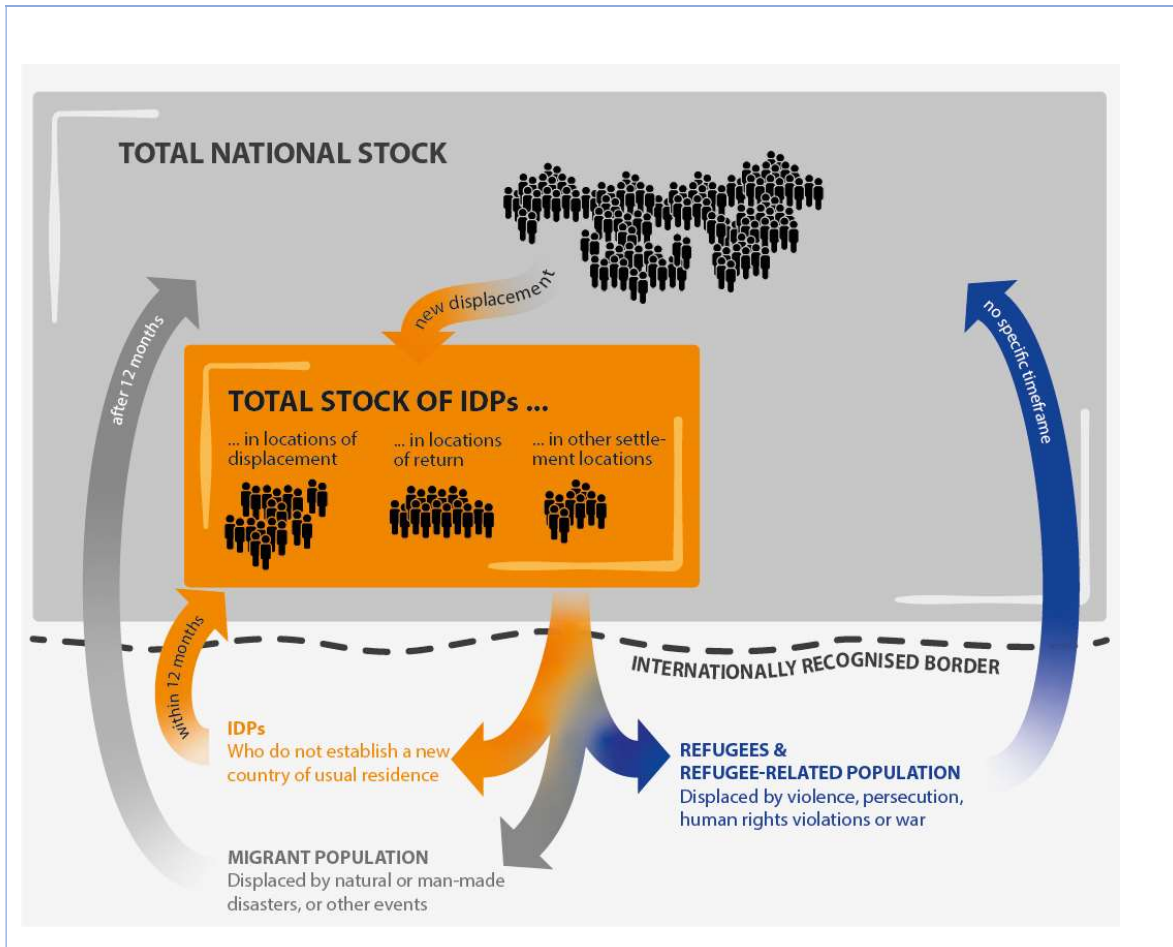 TOTAL NATIONAL STOCK
new displacement
after 12 months
no specific timeframe
TOTAL STOCK OF IDPs ...
... in locations of
displacement
... in locations
of return
... in other settle-
ment locations
within 12 months
INTERNATIONALLY RECOGNISED BORDER
IDPs
Who do not establish a new
country of usual residence
REFUGEES &
REFUGEE-RELATED POPULATION
Displaced by violence, persecution,
human rights violations or war
MIGRANT POPULATION
Displaced by natural or man-made
disasters, or other events